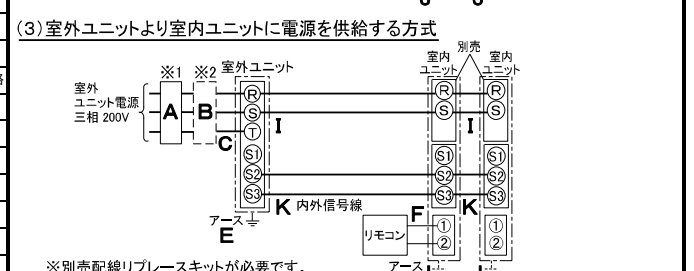 (3)室外ユニットより室内ユニットに電源を供給する方式
別売
※1 ※2 室外ユニット 室内ユニット 室内ユニット
室外ユニット電源
三相 200V
A B C
R R R
S S S
T I I
S1 S1 S1
S2 S2 S2
S3 S3 S3
K 内外信号線 K
アース
E
F
リモコン
① ①
② ②
アース
※別売配線リプレースキットが必要です。